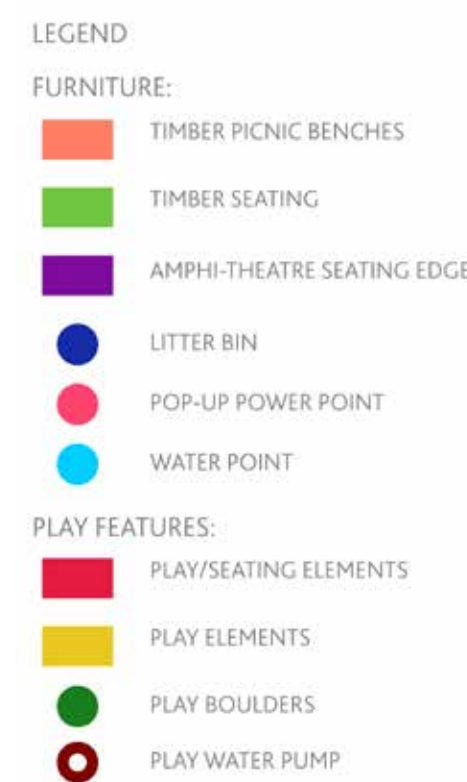 LEGEND
FURNITURE:
TIMBER PICNIC BENCHES
TIMBER SEATING
AMPHI-THEATRE SEATING EDGE
LITTER BIN
POP-UP POWER POINT
WATER POINT
PLAY FEATURES:
PLAY/SEATING ELEMENTS
PLAY ELEMENTS
PLAY BOULDERS
PLAY WATER PUMP